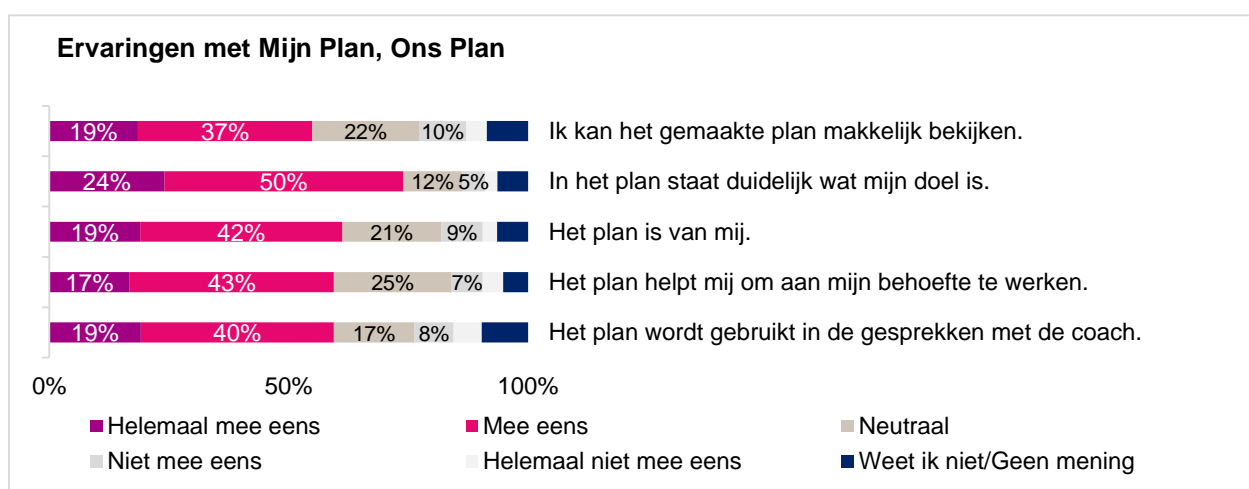 Ervaringen met Mijn Plan, Ons Plan
19% 37% 22% 10% Ik kan het gemaakte plan makkelijk bekijken.
24% 50% 12% 5% In het plan staat duidelijk wat mijn doel is.
19% 42% 21% 9% Het plan is van mij.
17% 43% 25% 7% Het plan helpt mij om aan mijn behoefte te werken.
19% 40% 17% 8% Het plan wordt gebruikt in de gesprekken met de coach.
0% 50% 100%
Helemaal mee eens Mee eens Neutraal
Niet mee eens Helemaal niet mee eens Weet ik niet/Geen mening